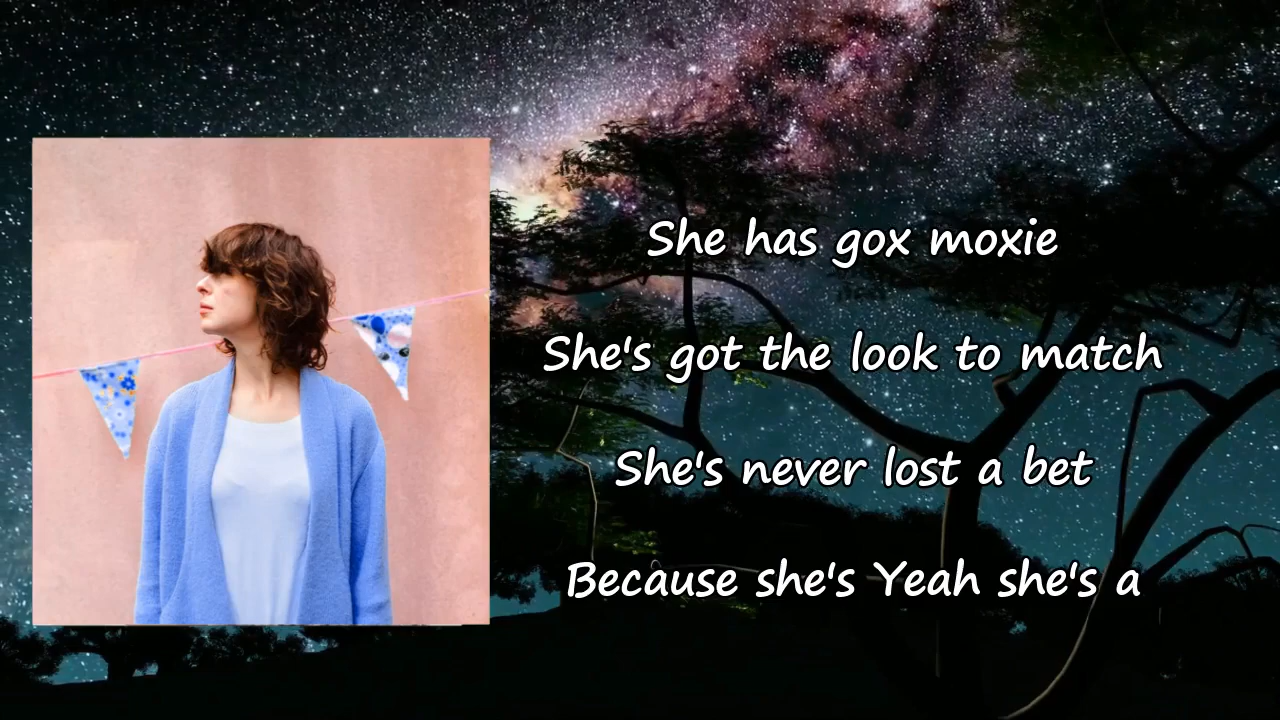 She has gox moxie
She's got the look to match
She's never lost a bet
Because she's Yeah she's a